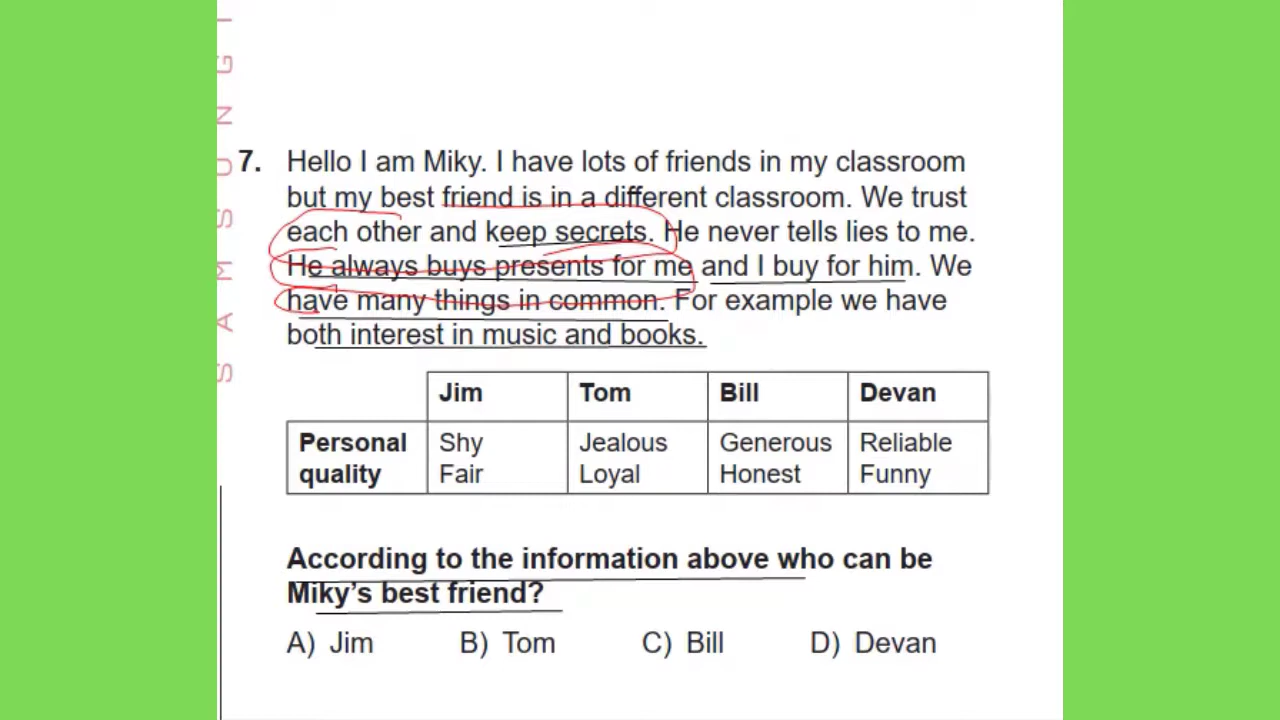 SAMSUNG
7. Hello I am Miky. I have lots of friends in my classroom
but my best friend is in a different classroom. We trust
each other and keep secrets. He never tells lies to me.
He always buys presents for me and I buy for him. We
have many things in common. For example we have
both interest in music and books.
Jim Tom Bill Devan
Personal Shy Jealous Generous Reliable
quality Fair Loyal Honest Funny
According to the information above who can be
Miky's best friend?
A) Jim B) Tom C) Bill D) Devan